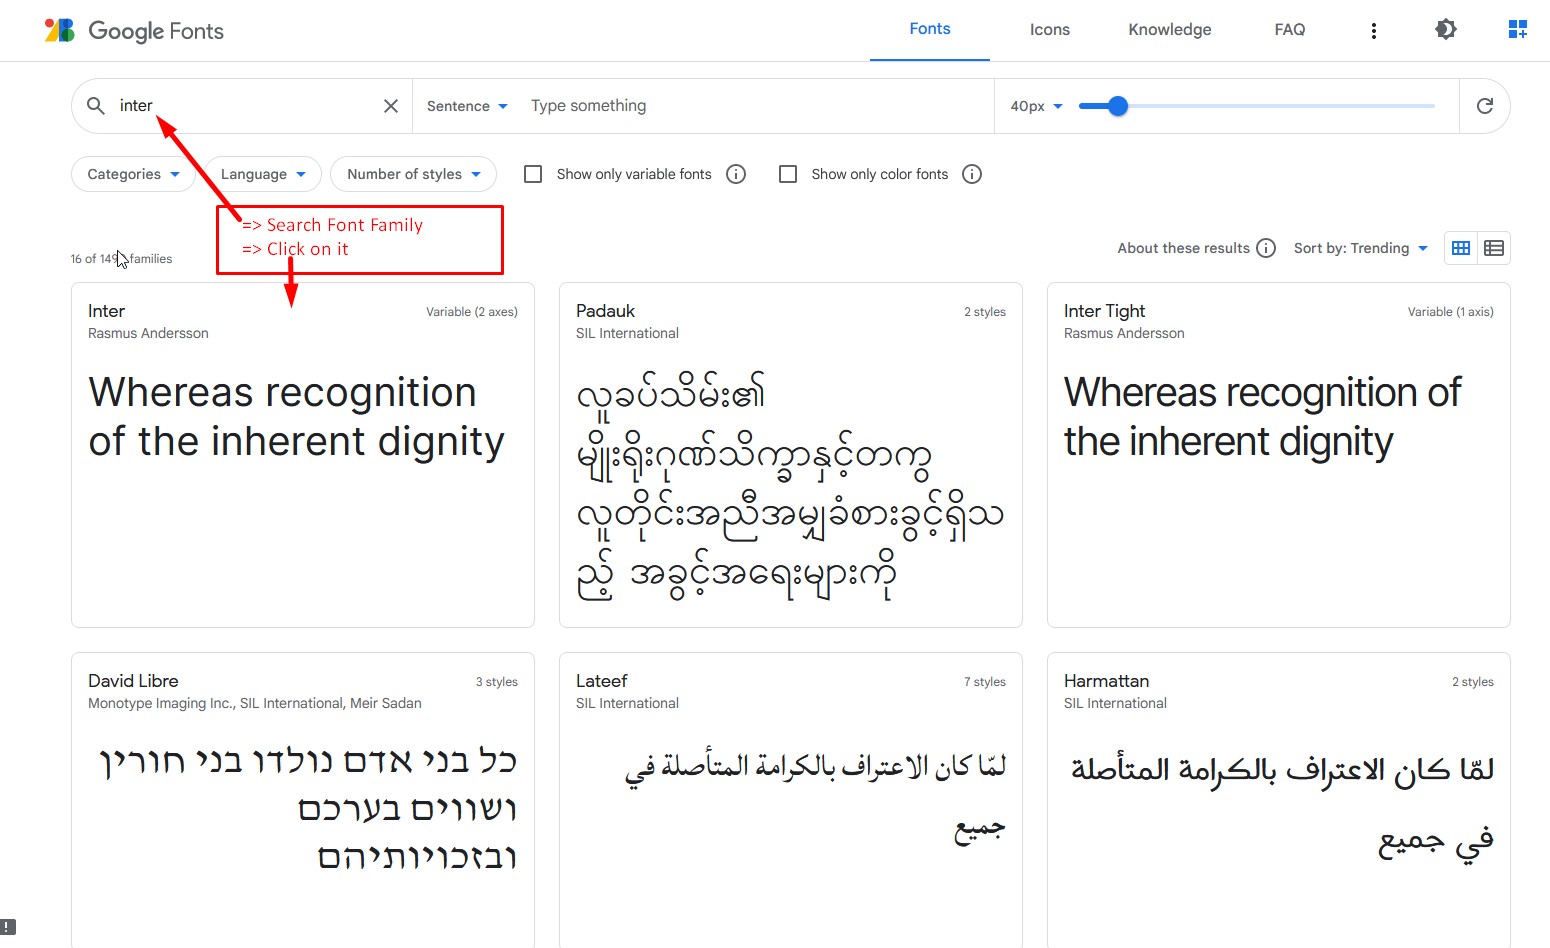 Google Fonts
Fonts
Icons
Knowledge
FAQ
inter
Sentence
Type something
40px
Categories
Language
Number of styles
Show only variable fonts
Show only color fonts
=> Search Font Family
=> Click on it
16 of families
About these results
Sort by: Trending
Inter
Variable (2 axes)
Rasmus Andersson
Whereas recognition
of the inherent dignity
Padauk
2 styles
SIL International
လူခပ်သိမ်း၏
မျိုးရိုးဂုဏ်သိက္ခာနှင့်တကွ
လူတိုင်းအညီအမျှခံစားခွင့်ရှိသ
ည့် အခွင့်အရေးများကို
Inter Tight
Variable (1 axis)
Rasmus Andersson
Whereas recognition of
the inherent dignity
David Libre
3 styles
Monotype Imaging Inc., SIL International, Meir Sadan
כל בני אדם נולדו בני חורין
ושווים בערכם
ובזכויותיהם
Lateef
7 styles
SIL International
لمّا كان الاعتراف بالكرامة المتأصلة في
جميع
Harmattan
2 styles
SIL International
لمّا كان الاعتراف بالكرامة المتأصلة
في جميع